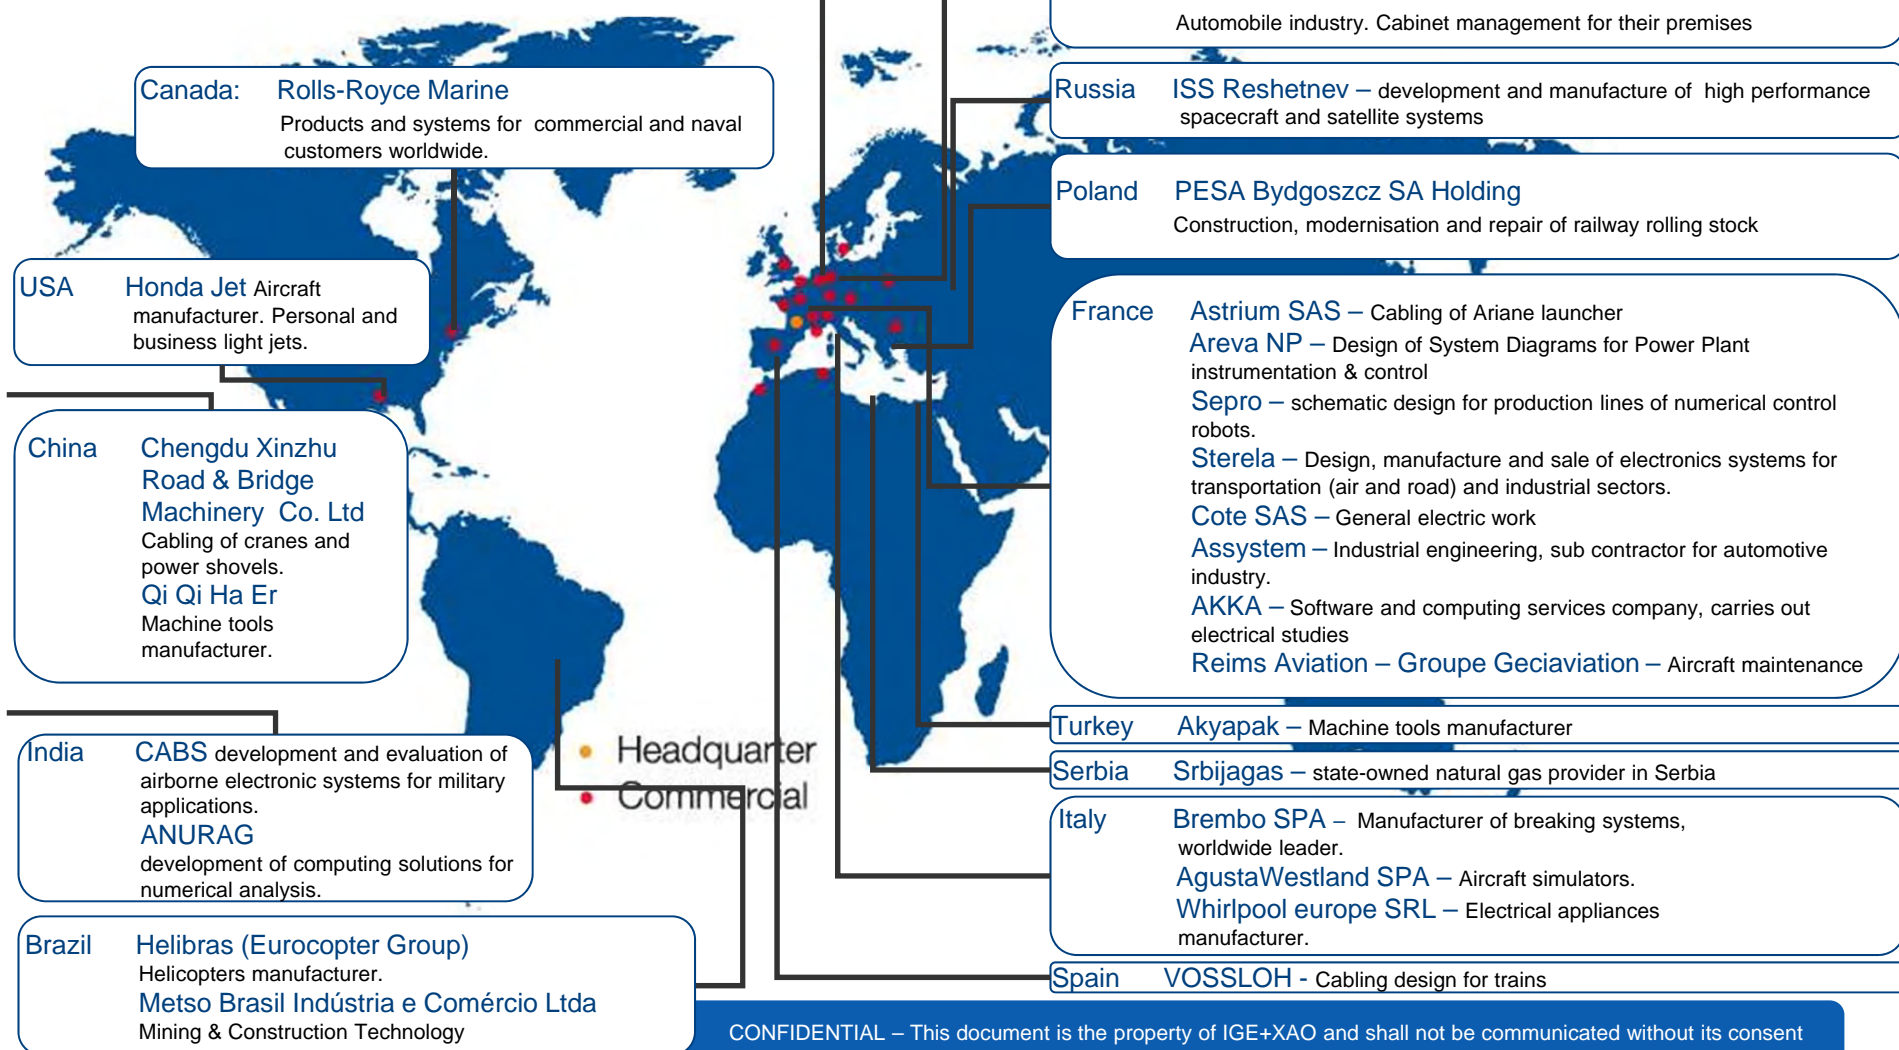 Automobile industry. Cabinet management for their premises
Canada: Rolls-Royce Marine
Products and systems for commercial and naval
customers worldwide.
Russia ISS Reshetnev – development and manufacture of high performance
spacecraft and satellite systems
Poland PESA Bydgoszcz SA Holding
Construction, modernisation and repair of railway rolling stock
USA Honda Jet Aircraft
manufacturer. Personal and
business light jets.
France Astrium SAS – Cabling of Ariane launcher
Areva NP – Design of System Diagrams for Power Plant
instrumentation & control
Sepro – schematic design for production lines of numerical control
robots.
Sterela – Design, manufacture and sale of electronics systems for
transportation (air and road) and industrial sectors.
Cote SAS – General electric work
Assystem – Industrial engineering, sub contractor for automotive
industry.
AKKA – Software and computing services company, carries out
electrical studies
Reims Aviation – Groupe Geciaviation – Aircraft maintenance
China Chengdu Xinzhu
Road & Bridge
Machinery Co. Ltd
Cabling of cranes and
power shovels.
Qi Qi Ha Er
Machine tools
manufacturer.
Turkey Akyapak – Machine tools manufacturer
Serbia Srbijagas – state-owned natural gas provider in Serbia
India CABS development and evaluation of
airborne electronic systems for military
applications.
ANURAG
development of computing solutions for
numerical analysis.
Headquarter
Commercial
Italy Brembo SPA – Manufacturer of breaking systems,
worldwide leader.
AgustaWestland SPA – Aircraft simulators.
Whirlpool europe SRL – Electrical appliances
manufacturer.
Brazil Helibras (Eurocopter Group)
Helicopters manufacturer.
Metso Brasil Indústria e Comércio Ltda
Mining & Construction Technology
Spain VOSSLOH - Cabling design for trains
CONFIDENTIAL – This document is the property of IGE+XAO and shall not be communicated without its consent